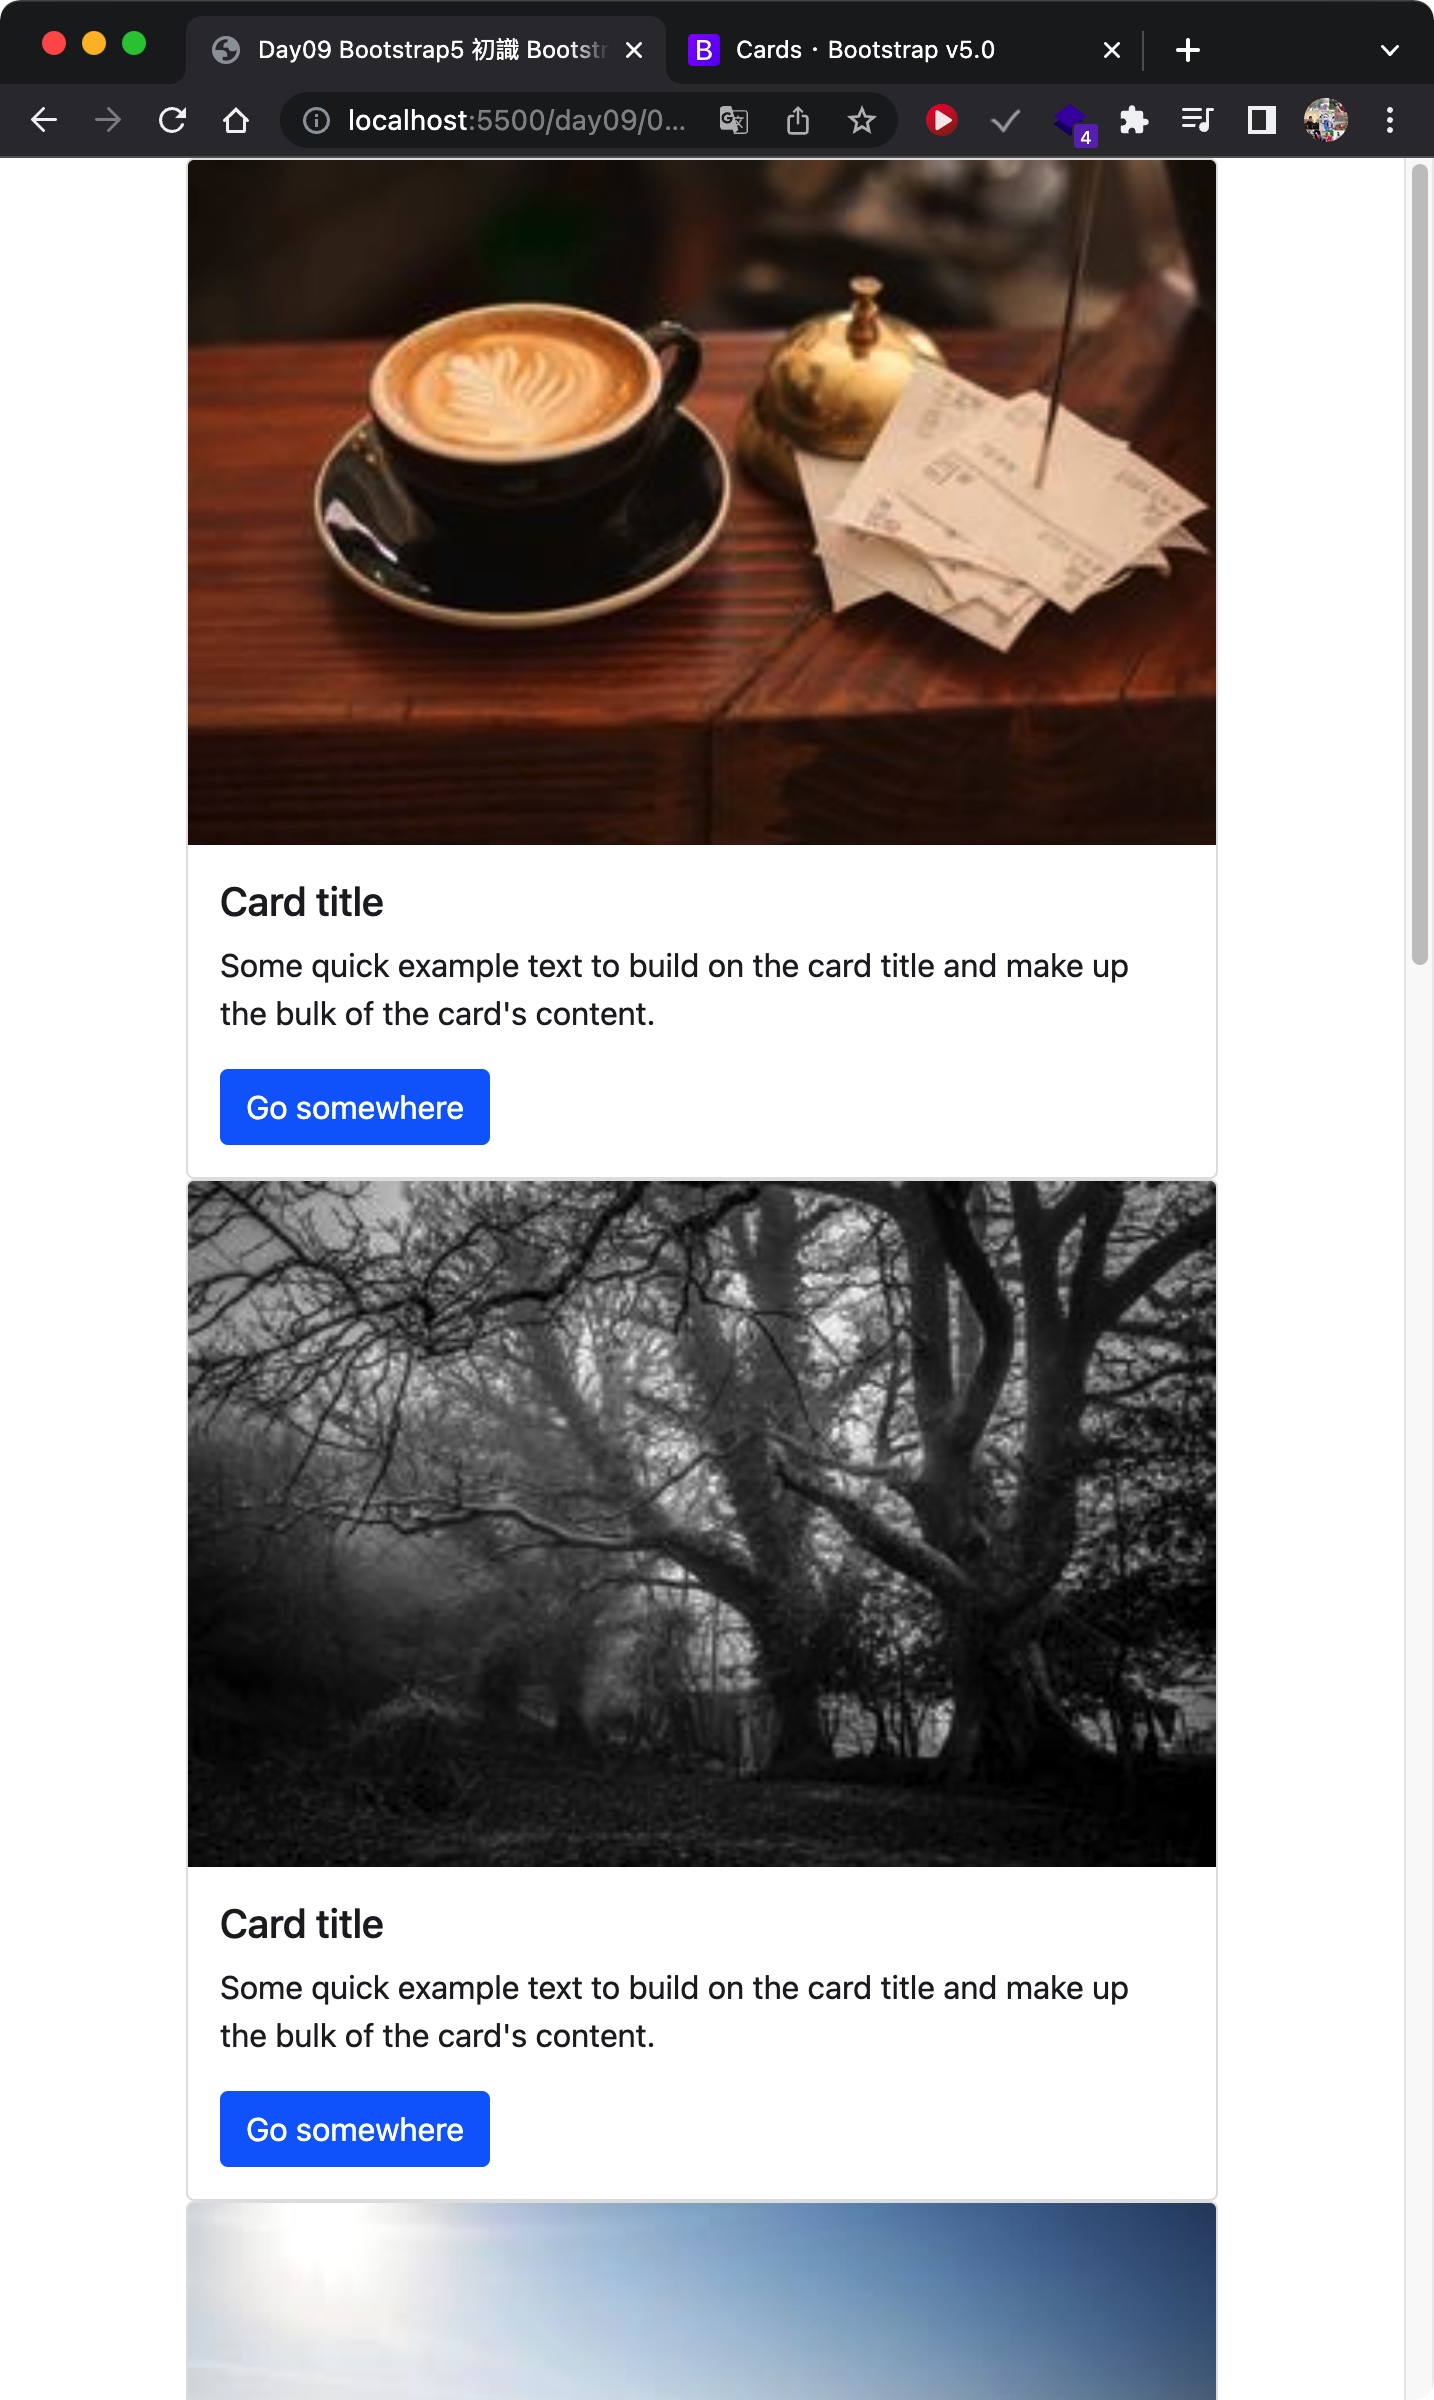 Day09 Bootstrap5 初識 Bootstr
B Cards · Bootstrap v5.0
localhost:5500/day09/0...
4
Card title
Some quick example text to build on the card title and make up
the bulk of the card's content.
Go somewhere
Card title
Some quick example text to build on the card title and make up
the bulk of the card's content.
Go somewhere